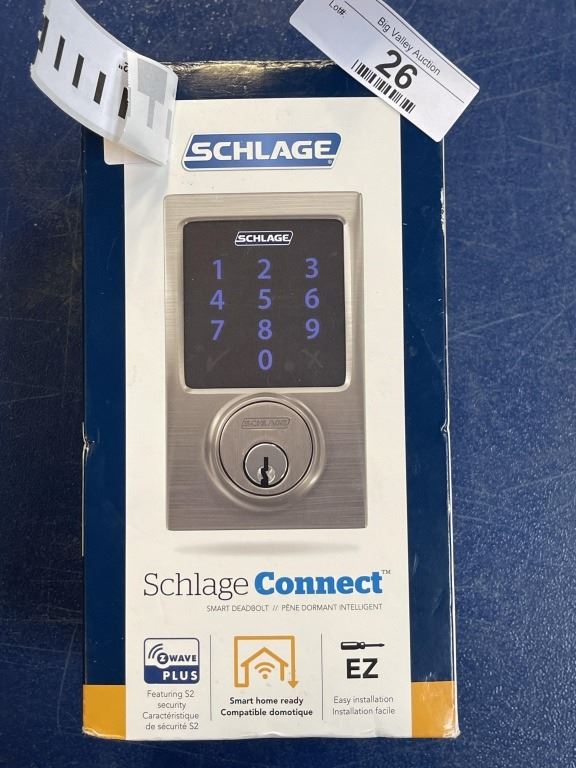 Lot#:
Big Valley Auction
26
SCHLAGE
SCHLAGE
1 2 3
4 5 6
7 8 9
0
SCHLAGE
Schlage Connect™
SMART DEADBOLT // PÊNE DORMANT INTELLIGENT
Z WAVE
PLUS
Featuring S2
security
Caractéristique
de sécurité S2
Smart home ready
Compatible domotique
EZ
Easy installation
Installation facile